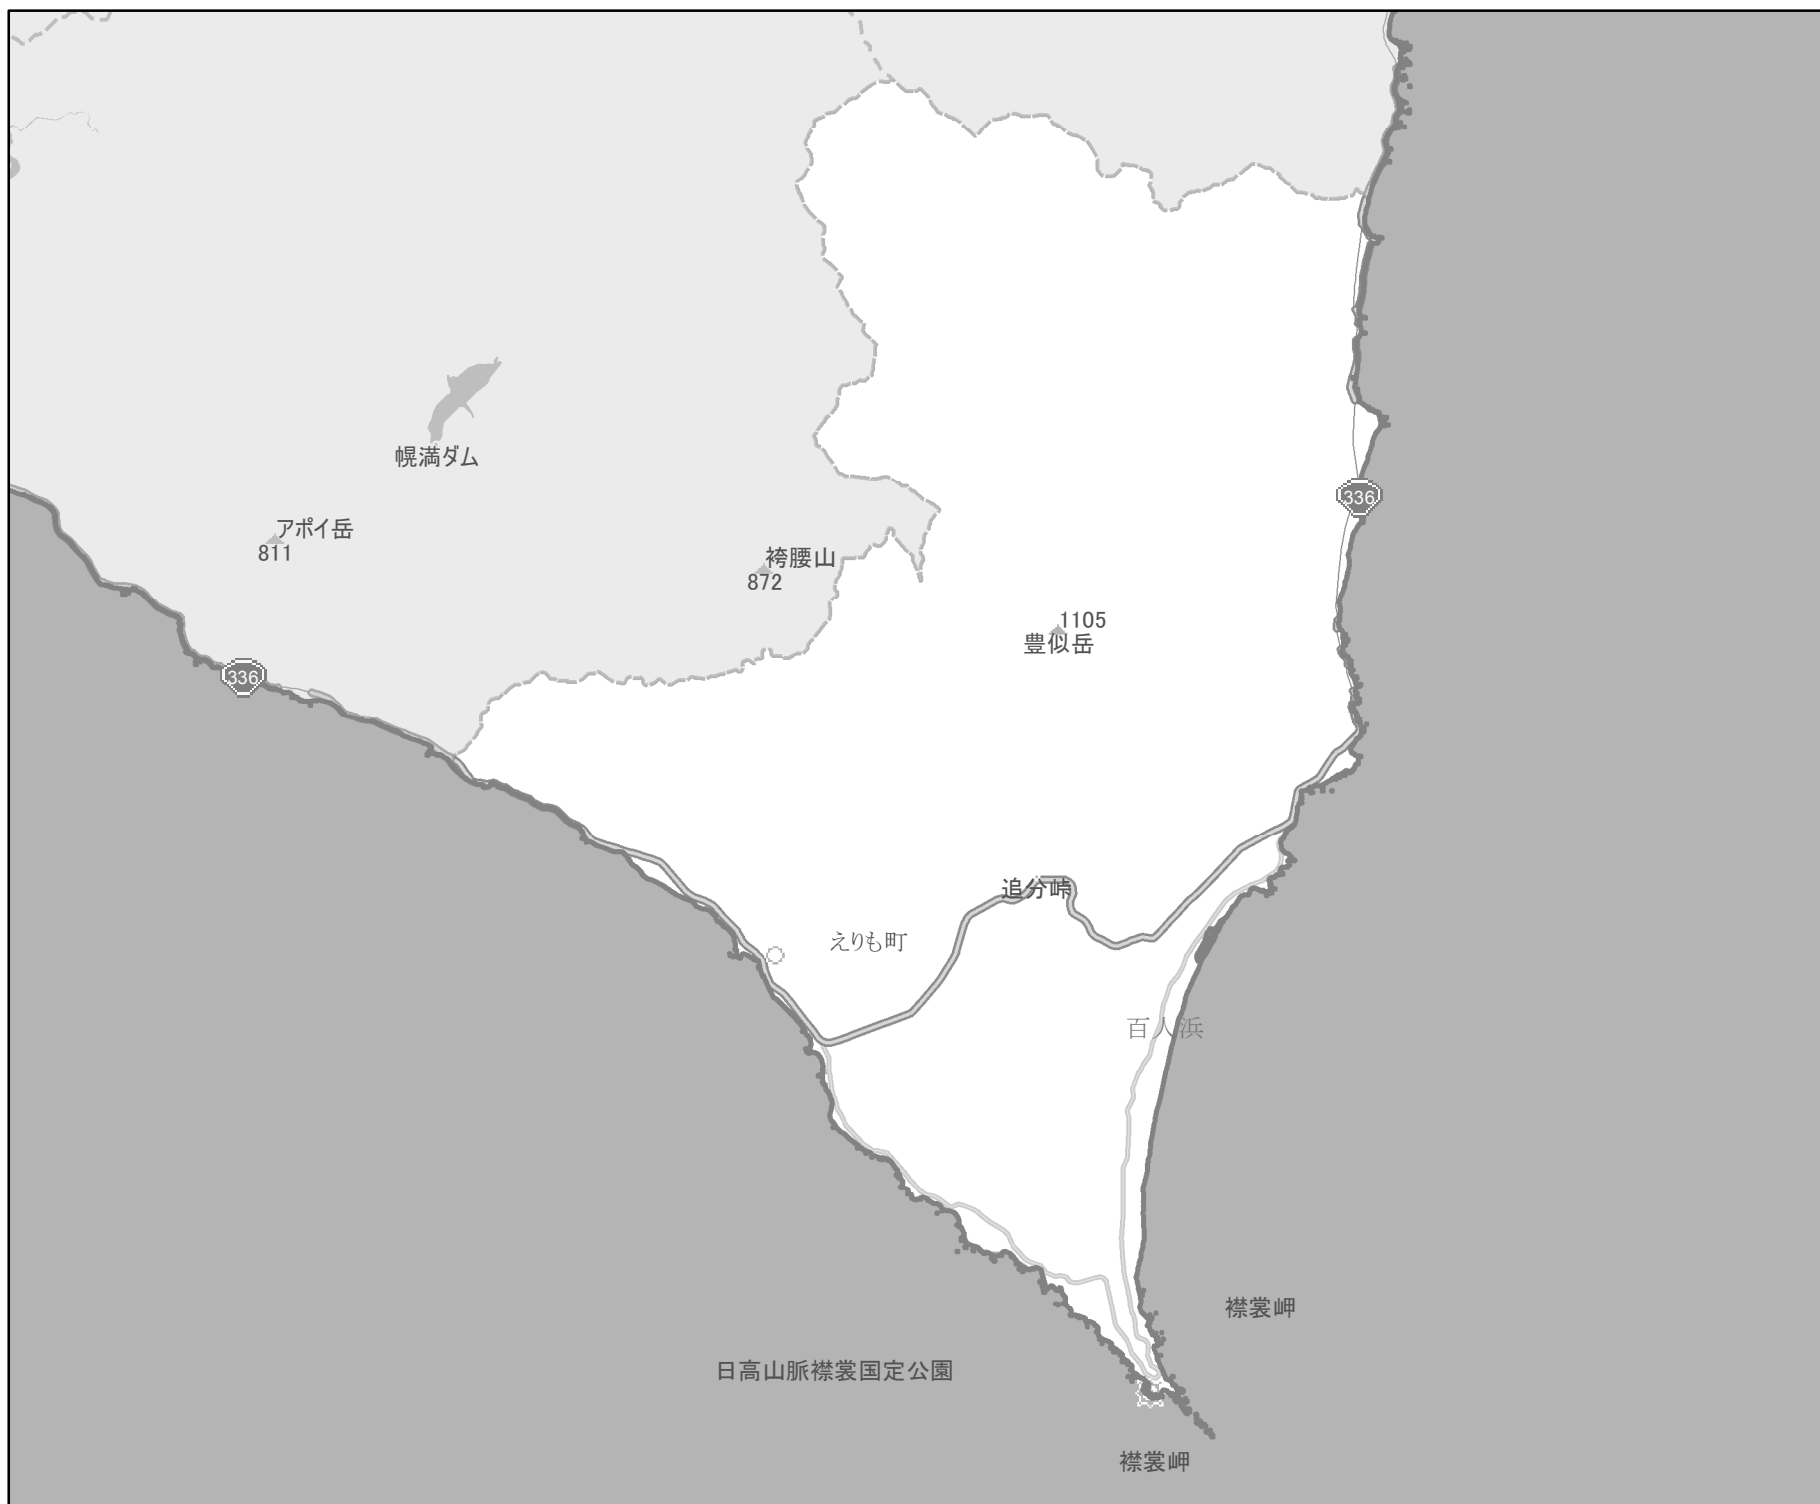 幌満ダム
336
アポイ岳
811
袴腰山
872
1105
豊似岳
336
追分峠
えりも町
百人浜
襟裳岬
日高山脈襟裳国定公園
襟裳岬